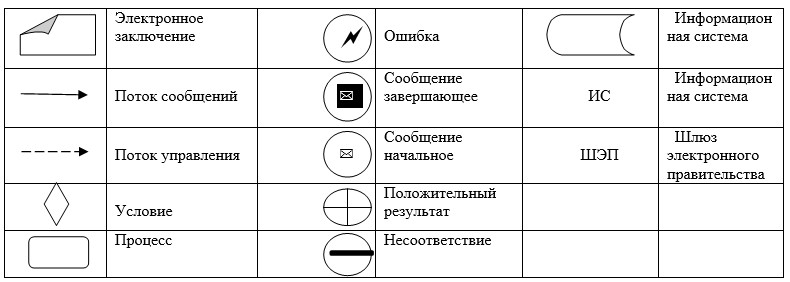 Электронное
заключение
Ошибка
Информацион
ная система
Поток сообщений
Сообщение
завершающее
ИС
Информацион
ная система
Поток управления
Сообщение
начальное
ШЭП
Шлюз
электронного
правительства
Условие
Положительный
результат
Процесс
Несоответствие